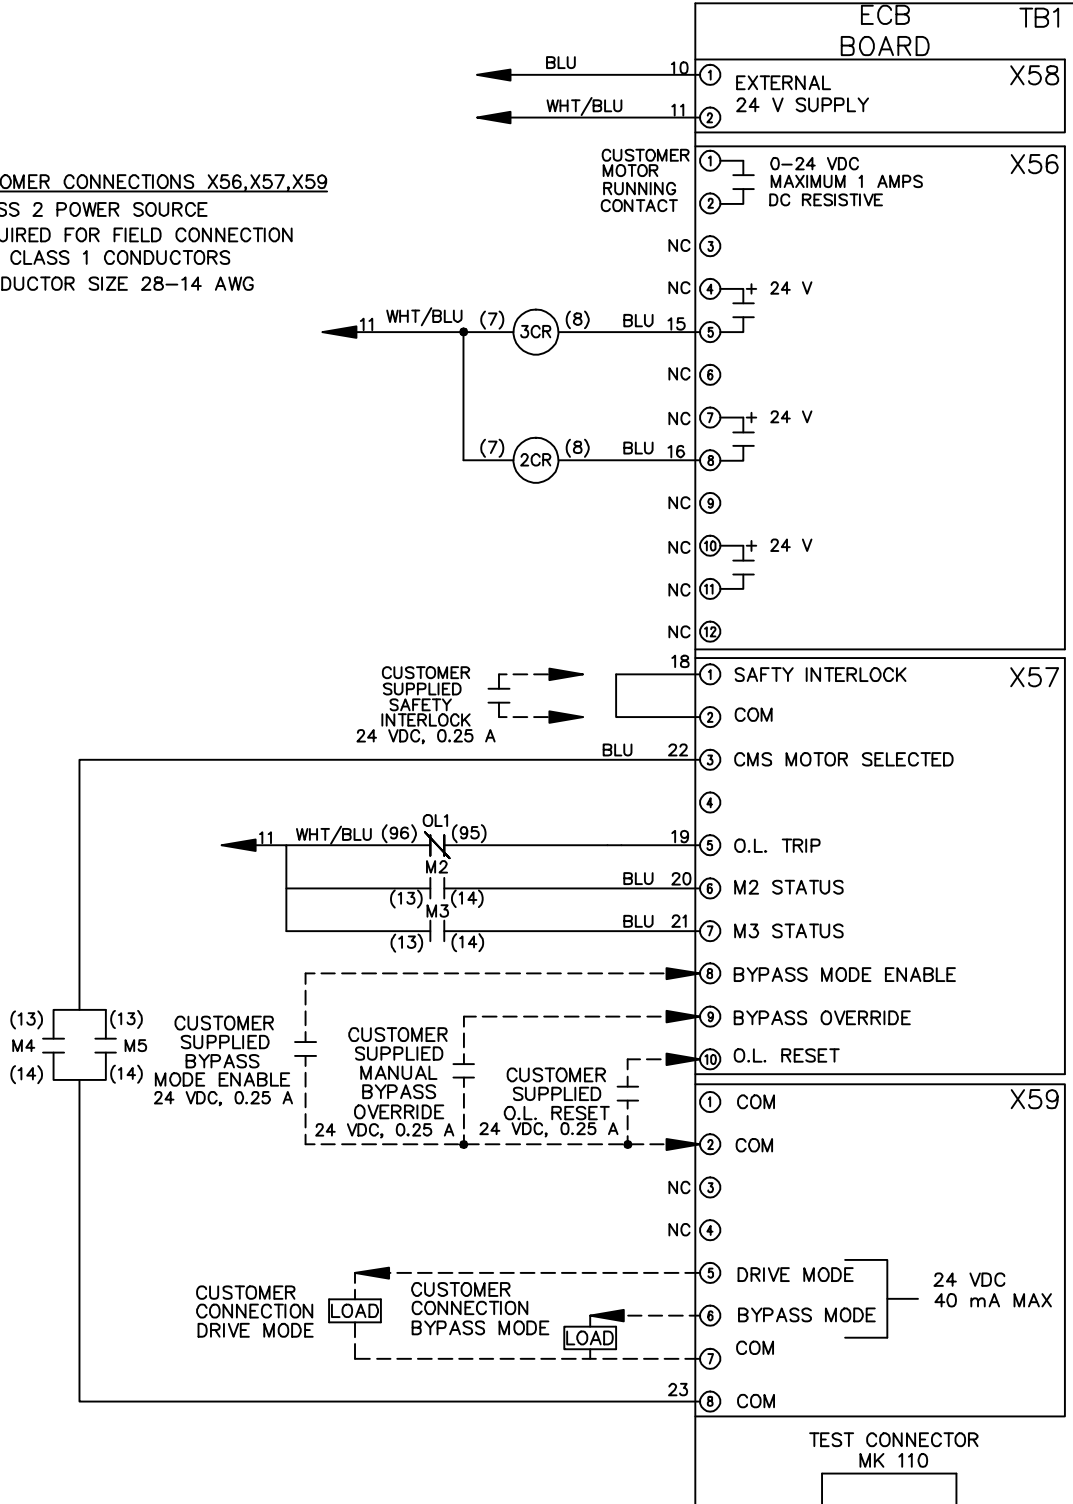 ECB
BOARD
TB1
BLU
10
1
EXTERNAL
24 V SUPPLY
X58
WHT/BLU
11
2
CUSTOMER
MOTOR
RUNNING
CONTACT
1
2
0-24 VDC
MAXIMUM 1 AMPS
DC RESISTIVE
X56
OMER CONNECTIONS X56,X57,X59
SS 2 POWER SOURCE
UIRED FOR FIELD CONNECTION
CLASS 1 CONDUCTORS
DUCTOR SIZE 28-14 AWG
NC 3
NC 4 + 24 V
11 WHT/BLU (7) 3CR (8) BLU 15 5
NC 6
NC 7 + 24 V
(7) 2CR (8) BLU 16 8
NC 9
NC 10 + 24 V
NC 11
NC 12
CUSTOMER
SUPPLIED
SAFETY
INTERLOCK
24 VDC, 0.25 A
18 1 SAFTY INTERLOCK
X57
2 COM
BLU 22 3 CMS MOTOR SELECTED
4
11 WHT/BLU (96) OL1 (95) 19 5 O.L. TRIP
M2
(13) (14) BLU 20 6 M2 STATUS
M3
(13) (14) BLU 21 7 M3 STATUS
8 BYPASS MODE ENABLE
9 BYPASS OVERRIDE
10 O.L. RESET
(13) (13)
M4 M5
(14) (14)
CUSTOMER
SUPPLIED
BYPASS
MODE ENABLE
24 VDC, 0.25 A
CUSTOMER
SUPPLIED
MANUAL
BYPASS
OVERRIDE
24 VDC, 0.25 A
CUSTOMER
SUPPLIED
O.L. RESET
24 VDC, 0.25 A
1 COM
X59
2 COM
NC 3
NC 4
5 DRIVE MODE
6 BYPASS MODE
24 VDC
40 mA MAX
CUSTOMER
CONNECTION
DRIVE MODE
LOAD
CUSTOMER
CONNECTION
BYPASS MODE
LOAD
7 COM
23 8 COM
TEST CONNECTOR
MK 110